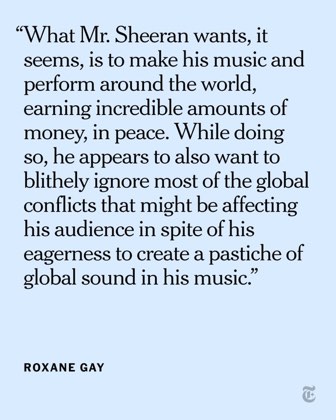 “What Mr. Sheeran wants, it
seems, is to make his music and
perform around the world,
earning incredible amounts of
money, in peace. While doing
so, he appears to also want to
blithely ignore most of the global
conflicts that might be affecting
his audience in spite of his
eagerness to create a pastiche of
global sound in his music.”
ROXANE GAY
T